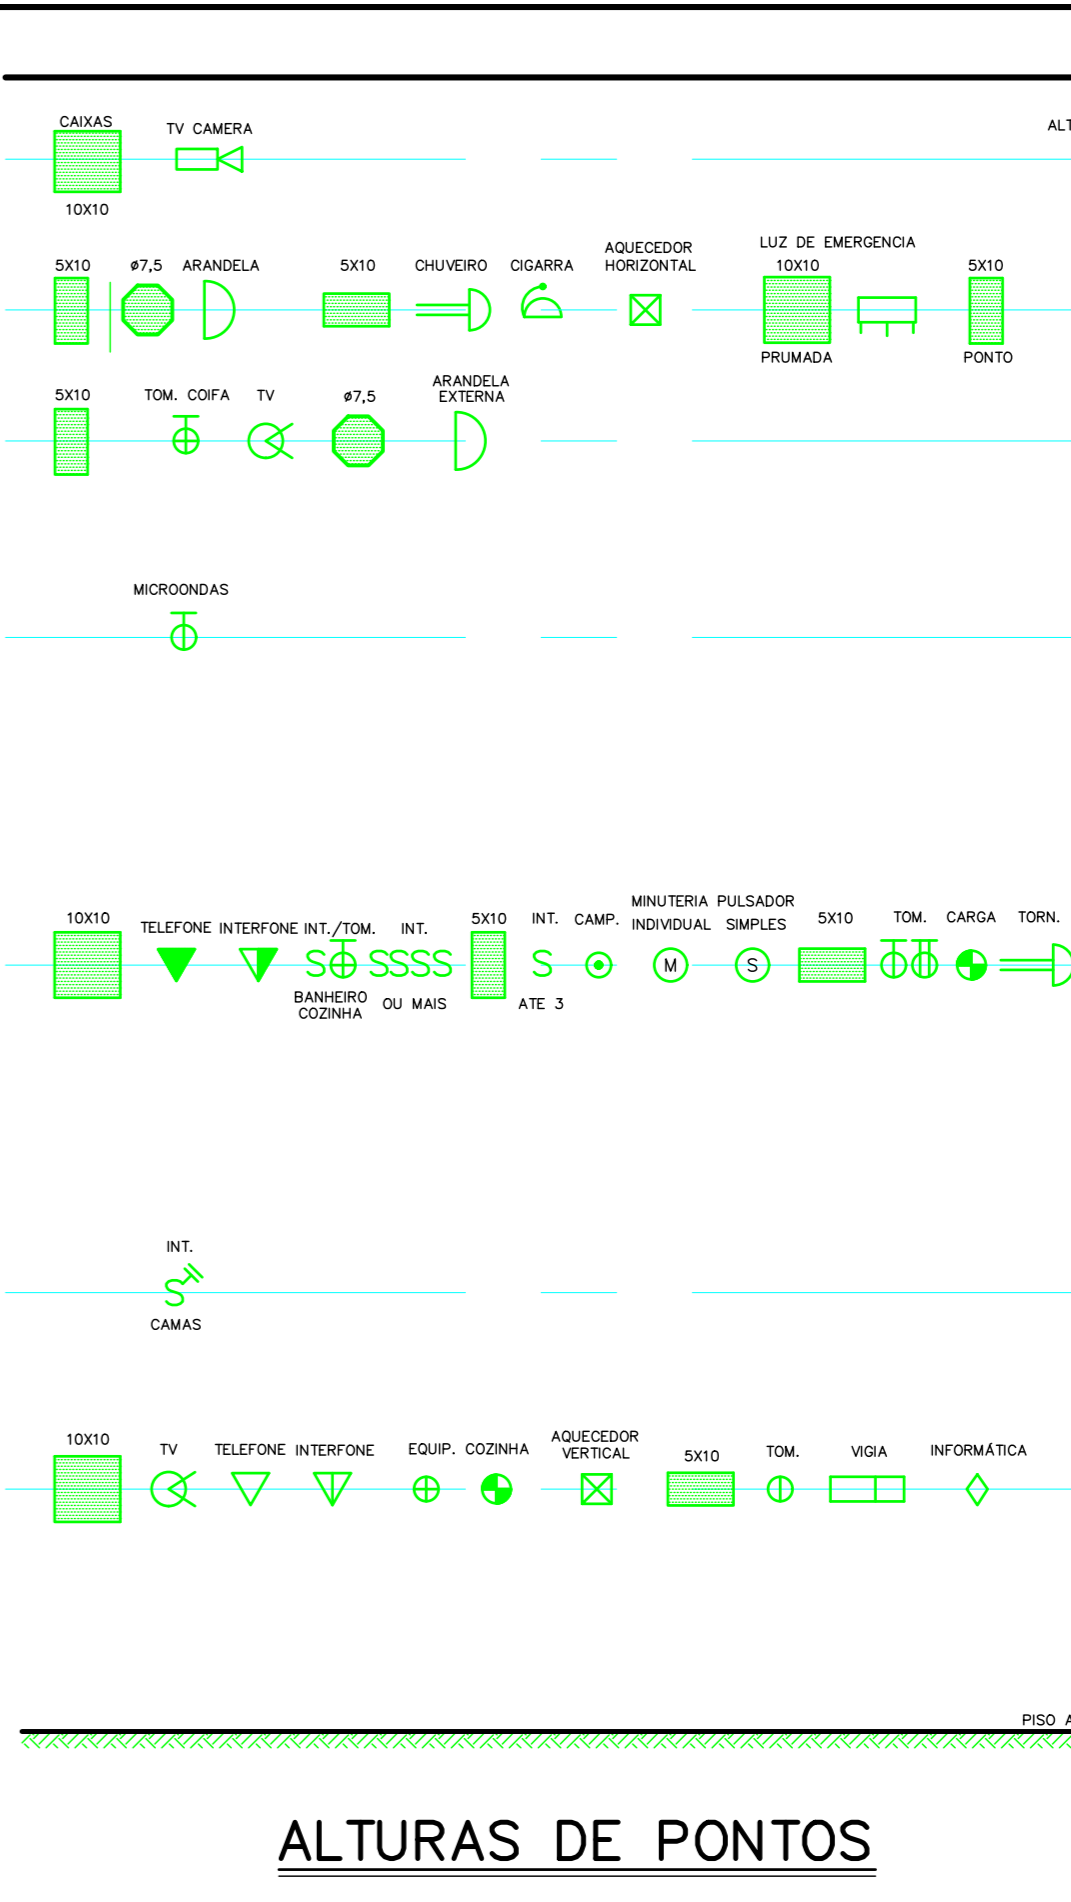 CAIXAS
TV CAMERA
ALT
10X10
LUZ DE EMERGENCIA
AQUECEDOR
HORIZONTAL
5X10
ø7,5
ARANDELA
5X10
CHUVEIRO
CIGARRA
10X10
5X10
PRUMADA
PONTO
5X10
TOM. COIFA
TV
ø7,5
ARANDELA
EXTERNA
MICROONDAS
10X10
TELEFONE
INTERFONE
INT./TOM.
INT.
5X10
INT.
CAMP.
MINUTERIA
INDIVIDUAL
PULSADOR
SIMPLES
5X10
TOM.
CARGA
TORN.
S
SSSS
S
M
S
BANHEIRO
COZINHA
OU MAIS
ATE 3
INT.
S
CAMAS
10X10
TV
TELEFONE
INTERFONE
EQUIP. COZINHA
AQUECEDOR
VERTICAL
5X10
TOM.
VIGIA
INFORMÁTICA
PISO A
ALTURAS DE PONTOS